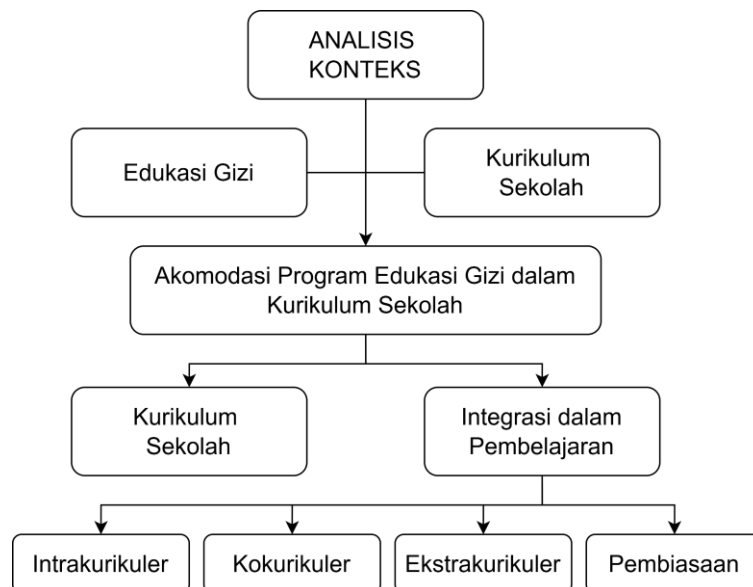 ANALISIS
KONTEKS
Edukasi Gizi
Kurikulum
Sekolah
Akomodasi Program Edukasi Gizi dalam
Kurikulum Sekolah
Kurikulum
Sekolah
Integrasi dalam
Pembelajaran
Intrakurikuler
Kokurikuler
Ekstrakurikuler
Pembiasaan